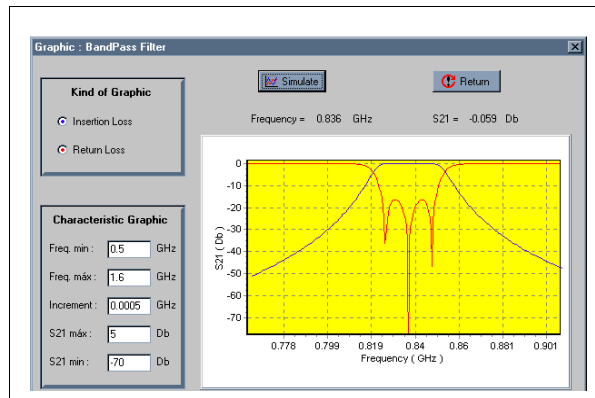 Graphic : BandPass Filter
Simulate
Return
Kind of Graphic
Insertion Loss
Return Loss
Frequency = 0.836 GHz S21 = -0.059 Db
Characteristic Graphic
Freq. min : 0.5 GHz
Freq. máx : 1.6 GHz
Increment : 0.0005 GHz
S21 máx : 5 Db
S21 min : -70 Db
S21 ( Db )
0
-10
-20
-30
-40
-50
-60
-70
0.778 0.799 0.819 0.84 0.86 0.881 0.901
Frequency ( GHz )